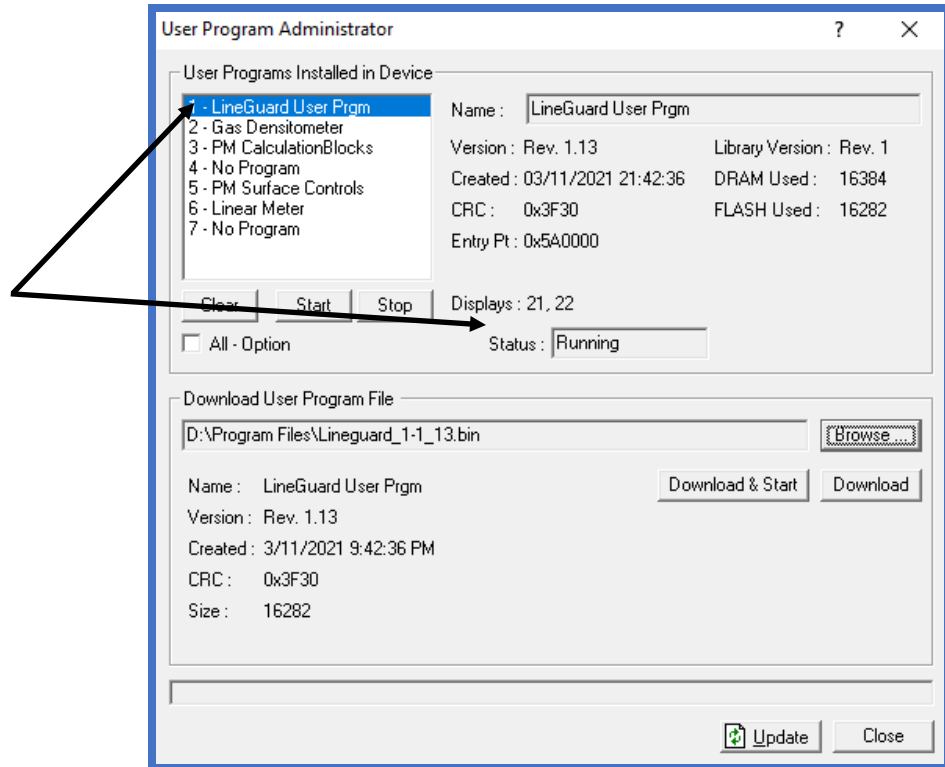 User Program Administrator
User Programs Installed in Device
1 - LineGuard User Prgm
2 - Gas Densitometer
3 - PM CalculationBlocks
4 - No Program
5 - PM Surface Controls
6 - Linear Meter
7 - No Program
Name : LineGuard User Prgm
Version : Rev. 1.13 Library Version : Rev. 1
Created : 03/11/2021 21:42:36 DRAM Used : 16384
CRC : 0x3F30 FLASH Used : 16282
Entry Pt : 0x5A0000
Clear Start Stop Displays : 21, 22
All - Option Status : Running
Download User Program File
D:\Program Files\Lineguard_1-1_13.bin Browse ...
Name : LineGuard User Prgm Download & Start Download
Version : Rev. 1.13
Created : 3/11/2021 9:42:36 PM
CRC : 0x3F30
Size : 16282
Update Close